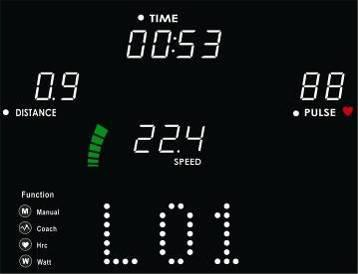 TIME
00:53
0.9
88
DISTANCE
PULSE
22.4
SPEED
Function
M Manual
Coach
Hrc
W Watt
L01